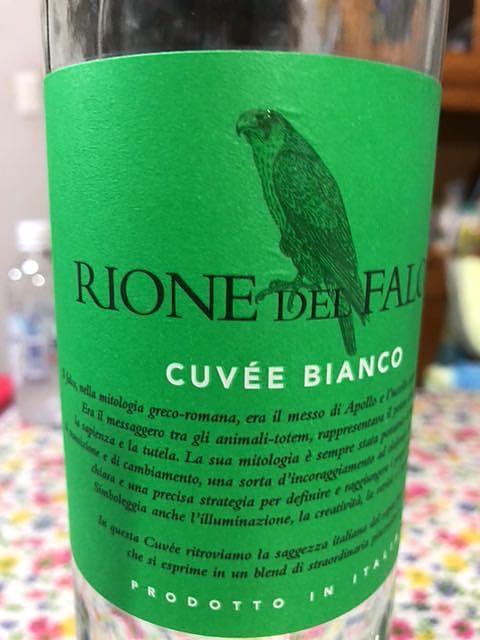 RIONE DEL FALC
CUVÉE BIANCO
Il falco, nella mitologia greco-romana, era il messo di Apollo e
Era il messaggero tra gli animali-totem, rappresentava il
la sapienza e la tutela. La sua mitologia è sempre stata
e di cambiamento, una sorta d'incoraggiamento ad
chiara e una precisa strategia per definire e raggiungere i
Simboleggia anche l'illuminazione, la creatività, la
In questa Cuvée ritroviamo la saggezza italiana del
che si esprime in un blend di straordinaria
PRODOTTO IN ITALIA